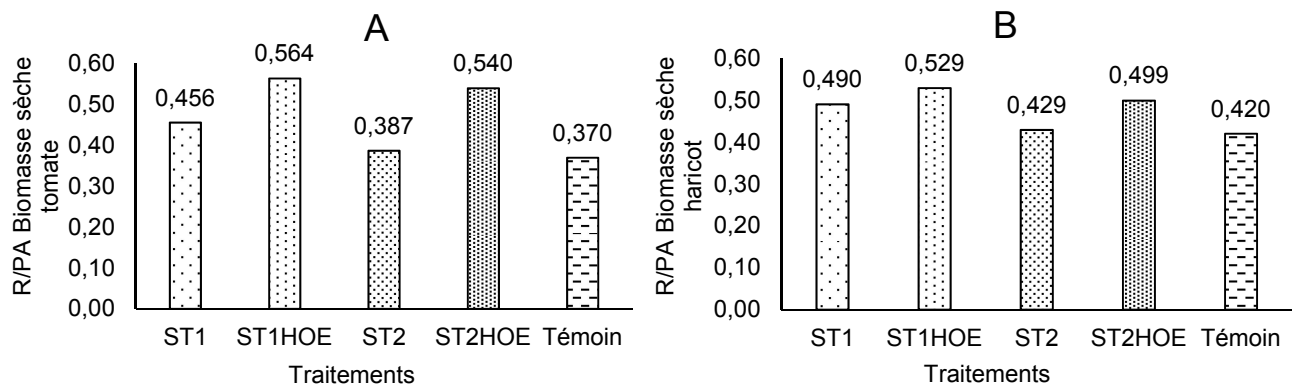 A
R/PA Biomasse sèche
tomate
0,60
0,50
0,40
0,30
0,20
0,10
0,00
0,456
0,564
0,387
0,540
0,370
ST1
ST1HOE
ST2
ST2HOE
Témoin
Traitements
B
R/PA Biomasse sèche
haricot
0,60
0,50
0,40
0,30
0,20
0,10
0,00
0,490
0,529
0,429
0,499
0,420
ST1
ST1HOE
ST2
ST2HOE
Témoin
Traitements